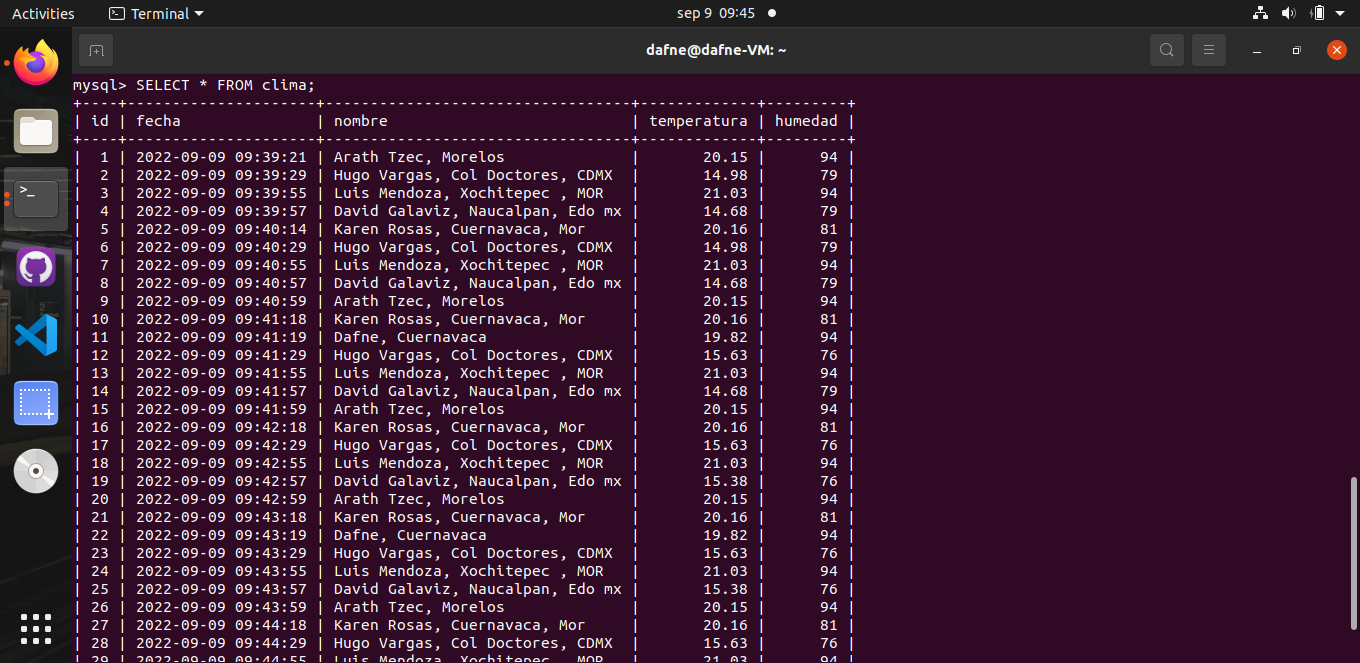 Activities Terminal sep 9 09:45
dafne@dafne-VM: ~
mysql> SELECT * FROM clima;
+----+---------------------+----------------------------------+-------------+---------+
| id | fecha | nombre | temperatura | humedad |
+----+---------------------+----------------------------------+-------------+---------+
| 1 | 2022-09-09 09:39:21 | Arath Tzec, Morelos | 20.15 | 94 |
| 2 | 2022-09-09 09:39:29 | Hugo Vargas, Col Doctores, CDMX | 14.98 | 79 |
| 3 | 2022-09-09 09:39:55 | Luis Mendoza, Xochitepec , MOR | 21.03 | 94 |
| 4 | 2022-09-09 09:39:57 | David Galaviz, Naucalpan, Edo mx | 14.68 | 79 |
| 5 | 2022-09-09 09:40:14 | Karen Rosas, Cuernavaca, Mor | 20.16 | 81 |
| 6 | 2022-09-09 09:40:29 | Hugo Vargas, Col Doctores, CDMX | 14.98 | 79 |
| 7 | 2022-09-09 09:40:55 | Luis Mendoza, Xochitepec , MOR | 21.03 | 94 |
| 8 | 2022-09-09 09:40:57 | David Galaviz, Naucalpan, Edo mx | 14.68 | 79 |
| 9 | 2022-09-09 09:40:59 | Arath Tzec, Morelos | 20.15 | 94 |
| 10 | 2022-09-09 09:41:18 | Karen Rosas, Cuernavaca, Mor | 20.16 | 81 |
| 11 | 2022-09-09 09:41:19 | Dafne, Cuernavaca | 19.82 | 94 |
| 12 | 2022-09-09 09:41:29 | Hugo Vargas, Col Doctores, CDMX | 15.63 | 76 |
| 13 | 2022-09-09 09:41:55 | Luis Mendoza, Xochitepec , MOR | 21.03 | 94 |
| 14 | 2022-09-09 09:41:57 | David Galaviz, Naucalpan, Edo mx | 14.68 | 79 |
| 15 | 2022-09-09 09:41:59 | Arath Tzec, Morelos | 20.15 | 94 |
| 16 | 2022-09-09 09:42:18 | Karen Rosas, Cuernavaca, Mor | 20.16 | 81 |
| 17 | 2022-09-09 09:42:29 | Hugo Vargas, Col Doctores, CDMX | 15.63 | 76 |
| 18 | 2022-09-09 09:42:55 | Luis Mendoza, Xochitepec , MOR | 21.03 | 94 |
| 19 | 2022-09-09 09:42:57 | David Galaviz, Naucalpan, Edo mx | 15.38 | 76 |
| 20 | 2022-09-09 09:42:59 | Arath Tzec, Morelos | 20.15 | 94 |
| 21 | 2022-09-09 09:43:18 | Karen Rosas, Cuernavaca, Mor | 20.16 | 81 |
| 22 | 2022-09-09 09:43:19 | Dafne, Cuernavaca | 19.82 | 94 |
| 23 | 2022-09-09 09:43:29 | Hugo Vargas, Col Doctores, CDMX | 15.63 | 76 |
| 24 | 2022-09-09 09:43:55 | Luis Mendoza, Xochitepec , MOR | 21.03 | 94 |
| 25 | 2022-09-09 09:43:57 | David Galaviz, Naucalpan, Edo mx | 15.38 | 76 |
| 26 | 2022-09-09 09:43:59 | Arath Tzec, Morelos | 20.15 | 94 |
| 27 | 2022-09-09 09:44:18 | Karen Rosas, Cuernavaca, Mor | 20.16 | 81 |
| 28 | 2022-09-09 09:44:29 | Hugo Vargas, Col Doctores, CDMX | 15.63 | 76 |
| 29 | 2022-09-09 09:44:55 | Luis Mendoza, Xochitepec , MOR | 21.03 | 94 |